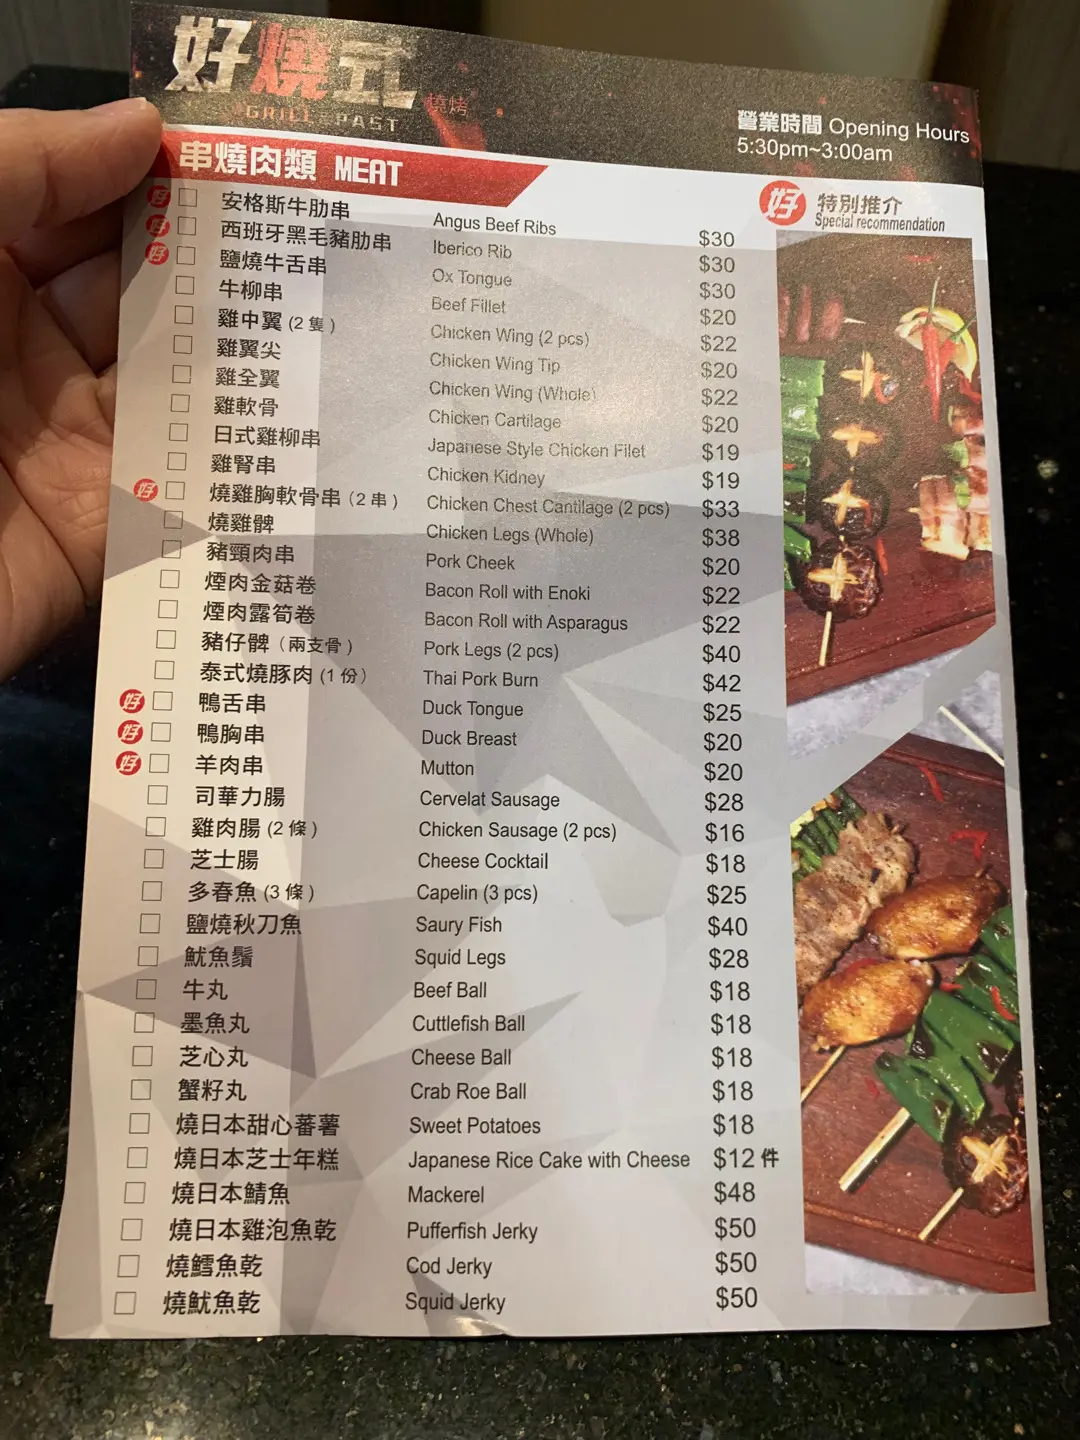 好燒式 燒烤
GRILL PAST
營業時間 Opening Hours
5:30pm~3:00am
串燒肉類 MEAT
好 特別推介
Special recommendation
好 安格斯牛肋串 Angus Beef Ribs $30
好 西班牙黑毛豬肋串 Iberico Rib $30
好 鹽燒牛舌串 Ox Tongue $30
牛柳串 Beef Fillet $20
雞中翼 (2 隻) Chicken Wing (2 pcs) $22
雞翼尖 Chicken Wing Tip $20
雞全翼 Chicken Wing (Whole) $22
雞軟骨 Chicken Cartilage $20
日式雞柳串 Japanese Style Chicken Filet $19
雞腎串 Chicken Kidney $19
好 燒雞胸軟骨串 (2 串) Chicken Chest Cantilage (2 pcs) $33
燒雞髀 Chicken Legs (Whole) $38
豬頸肉串 Pork Cheek $20
煙肉金菇卷 Bacon Roll with Enoki $22
煙肉露筍卷 Bacon Roll with Asparagus $22
豬仔髀 (兩支骨) Pork Legs (2 pcs) $40
泰式燒豚肉 (1 份) Thai Pork Burn $42
好 鴨舌串 Duck Tongue $25
好 鴨胸串 Duck Breast $20
好 羊肉串 Mutton $20
司華力腸 Cervelat Sausage $28
雞肉腸 (2 條) Chicken Sausage (2 pcs) $16
芝士腸 Cheese Cocktail $18
多春魚 (3 條) Capelin (3 pcs) $25
鹽燒秋刀魚 Saury Fish $40
魷魚鬚 Squid Legs $28
牛丸 Beef Ball $18
墨魚丸 Cuttlefish Ball $18
芝心丸 Cheese Ball $18
蟹籽丸 Crab Roe Ball $18
燒日本甜心蕃薯 Sweet Potatoes $18
燒日本芝士年糕 Japanese Rice Cake with Cheese $12 件
燒日本鯖魚 Mackerel $48
燒日本雞泡魚乾 Pufferfish Jerky $50
燒鱈魚乾 Cod Jerky $50
燒魷魚乾 Squid Jerky $50